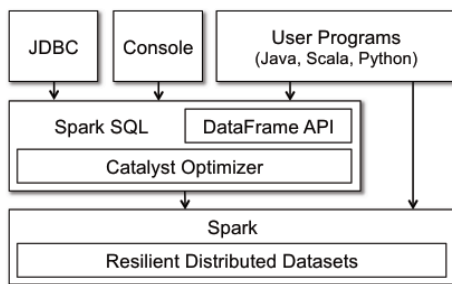 JDBC
Console
User Programs
(Java, Scala, Python)
Spark SQL
DataFrame API
Catalyst Optimizer
Spark
Resilient Distributed Datasets